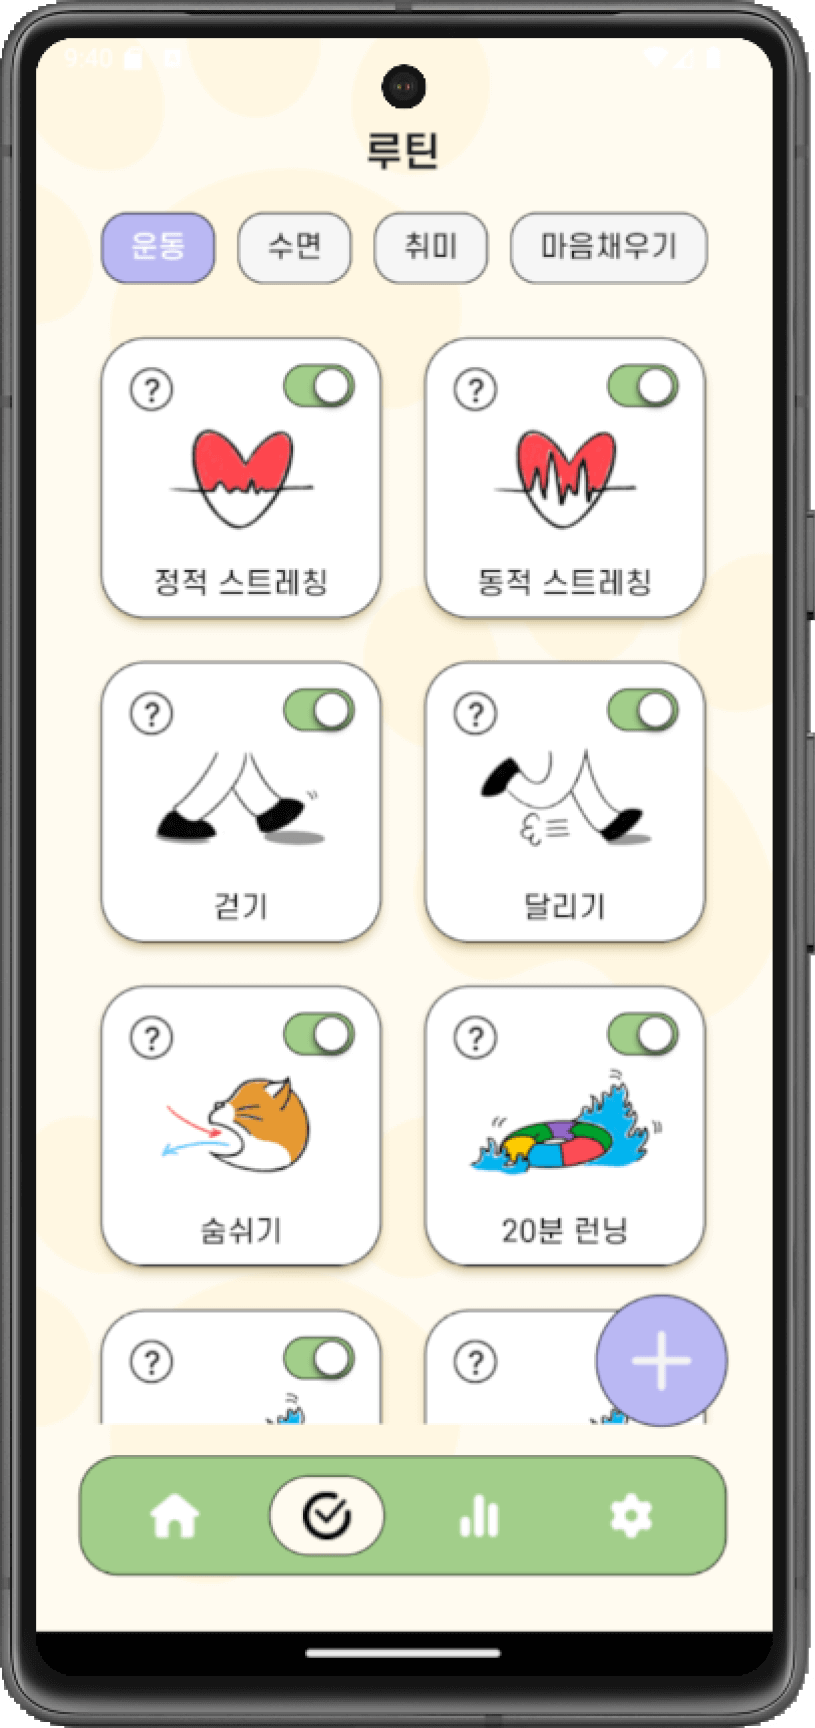 9:40
루틴
운동 수면 취미 마음채우기
? ?
정적 스트레칭 동적 스트레칭
? ?
걷기 달리기
? ?
숨쉬기 20분 런닝
? ?